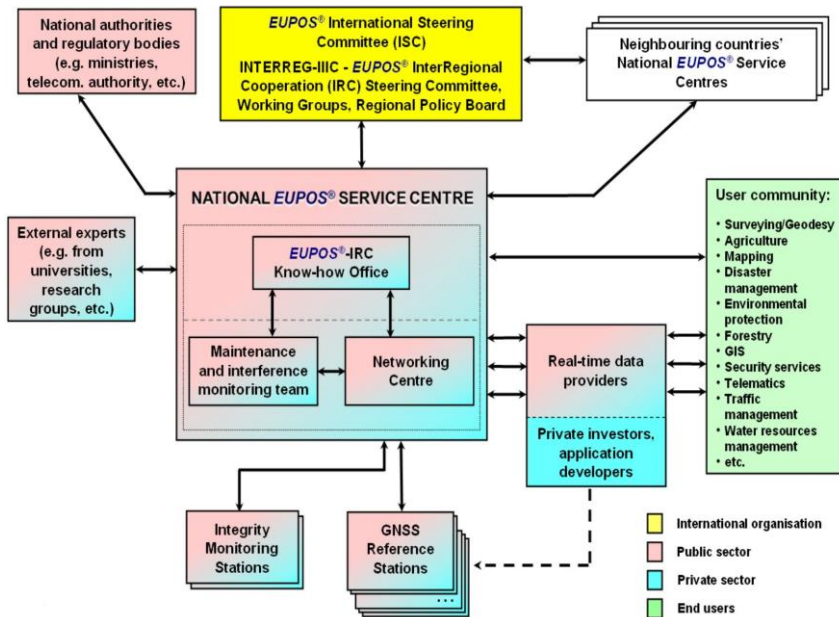 National authorities
and regulatory bodies
(e.g. ministries,
telecom. authority, etc.)
EUPOS® International Steering
Committee (ISC)
INTERREG-IIIC - EUPOS® InterRegional
Cooperation (IRC) Steering Committee,
Working Groups, Regional Policy Board
Neighbouring countries'
National EUPOS® Service
Centres
NATIONAL EUPOS® SERVICE CENTRE
External experts
(e.g. from
universities,
research
groups, etc.)
EUPOS®-IRC
Know-how Office
Maintenance
and interference
monitoring team
Networking
Centre
Real-time data
providers
Private investors,
application
developers
User community:
• Surveying/Geodesy
• Agriculture
• Mapping
• Disaster
management
• Environmental
protection
• Forestry
• GIS
• Security services
• Telematics
• Traffic
management
• Water resources
management
• etc.
Integrity
Monitoring
Stations
GNSS
Reference
Stations
...
International organisation
Public sector
Private sector
End users